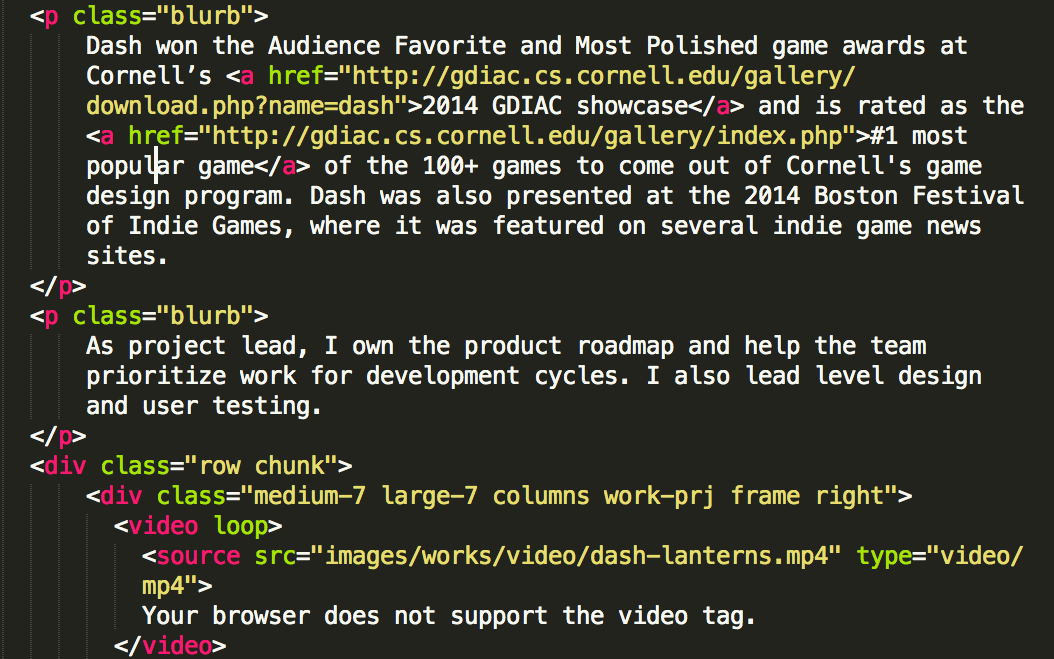 <p class="blurb">
Dash won the Audience Favorite and Most Polished game awards at
Cornell’s <a href="http://gdiac.cs.cornell.edu/gallery/
download.php?name=dash">2014 GDIAC showcase</a> and is rated as the
<a href="http://gdiac.cs.cornell.edu/gallery/index.php">#1 most
popular game</a> of the 100+ games to come out of Cornell's game
design program. Dash was also presented at the 2014 Boston Festival
of Indie Games, where it was featured on several indie game news
sites.
</p>
<p class="blurb">
As project lead, I own the product roadmap and help the team
prioritize work for development cycles. I also lead level design
and user testing.
</p>
<div class="row chunk">
<div class="medium-7 large-7 columns work-prj frame right">
<video loop>
<source src="images/works/video/dash-lanterns.mp4" type="video/
mp4">
Your browser does not support the video tag.
</video>